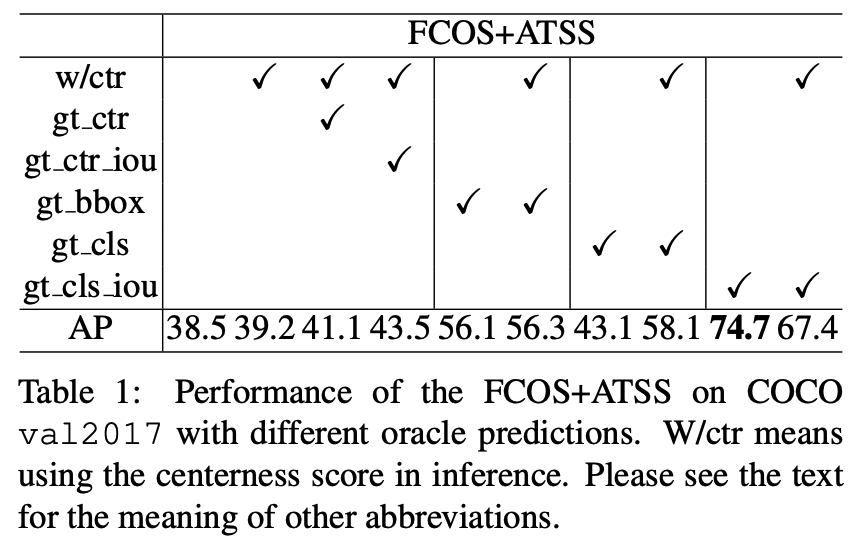 FCOS+ATSS
w/ctr ✓ ✓ ✓ ✓ ✓ ✓
gt_ctr ✓
gt_ctr_iou ✓
gt_bbox ✓ ✓
gt_cls ✓ ✓
gt_cls_iou ✓ ✓
AP 38.5 39.2 41.1 43.5 56.1 56.3 43.1 58.1 74.7 67.4
Table 1: Performance of the FCOS+ATSS on COCO
val2017 with different oracle predictions. W/ctr means
using the centerness score in inference. Please see the text
for the meaning of other abbreviations.